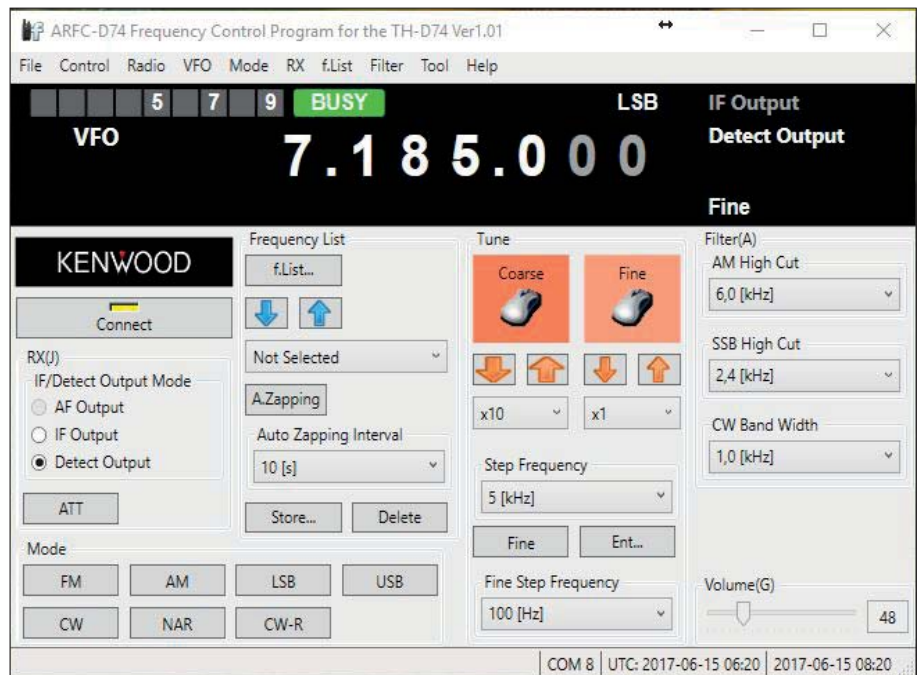 ARFC-D74 Frequency Control Program for the TH-D74 Ver1.01
File Control Radio VFO Mode RX f.List Filter Tool Help
5 7 9 BUSY LSB IF Output
VFO 7.185.000 Detect Output
Fine
KENWOOD
Connect
RX(J)
IF/Detect Output Mode
AF Output
IF Output
Detect Output
ATT
Frequency List
f.List...
Not Selected
A.Zapping
Auto Zapping Interval
10 [s]
Store... Delete
Mode
FM AM LSB USB
CW NAR CW-R
Tune
Coarse Fine
x10 x1
Step Frequency
5 [kHz]
Fine Ent...
Fine Step Frequency
100 [Hz]
Filter(A)
AM High Cut
6,0 [kHz]
SSB High Cut
2,4 [kHz]
CW Band Width
1,0 [kHz]
Volume(G)
48
COM 8 UTC: 2017-06-15 06:20 2017-06-15 08:20